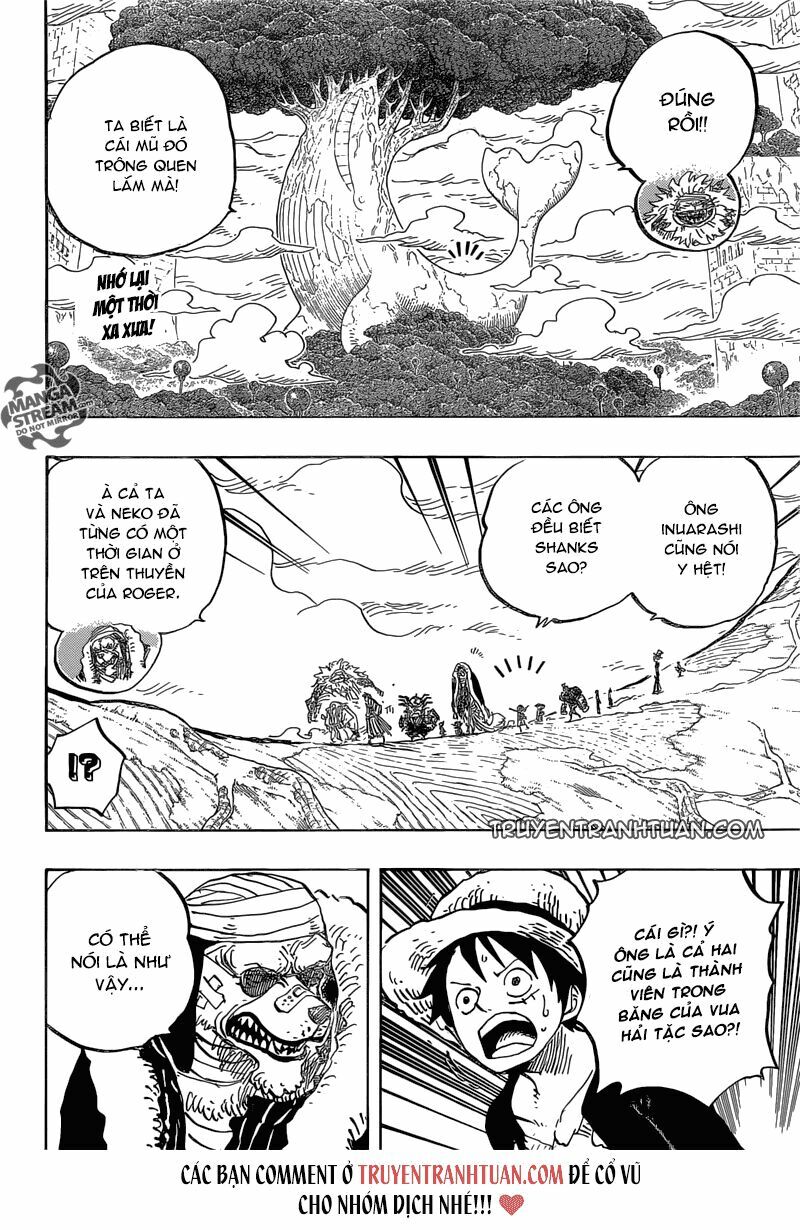 ĐÚNG
RỒI!!
TA BIẾT LÀ
CÁI MŨ ĐÓ
TRÔNG QUEN
LẮM MÀ!
NHỚ LẠI
MỘT THỜI
XA XƯA!
MANGA
STREAM.com
DO NOT MIRROR!
ÔNG
INUARASHI
CŨNG NÓI
Y HỆT!
CÁC ÔNG
ĐỀU BIẾT
SHANKS
SAO?
À CẢ TA
VÀ NEKO ĐÃ
TỪNG CÓ MỘT
THỜI GIAN Ở
TRÊN THUYỀN
CỦA ROGER.
!?
TRUYENTRANHTUAN.COM
CÁI GÌ?! Ý
ÔNG LÀ CẢ HAI
CŨNG LÀ THÀNH
VIÊN TRONG
BĂNG CỦA VUA
HẢI TẶC SAO?!
CÓ THỂ
NÓI LÀ NHƯ
VẬY...
CÁC BẠN COMMENT Ở TRUYENTRANHTUAN.COM ĐỂ CỔ VŨ
CHO NHÓM DỊCH NHÉ!!! ❤